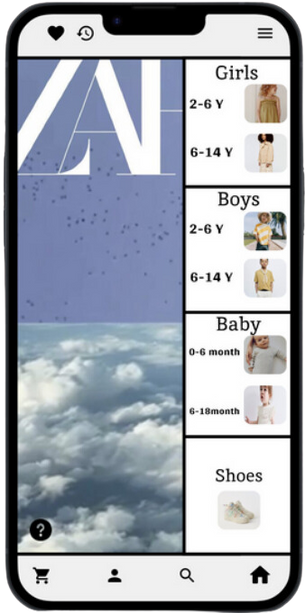 Girls
2-6 Y
6-14 Y
Boys
2-6 Y
6-14 Y
Baby
0-6 month
6-18month
Shoes
?